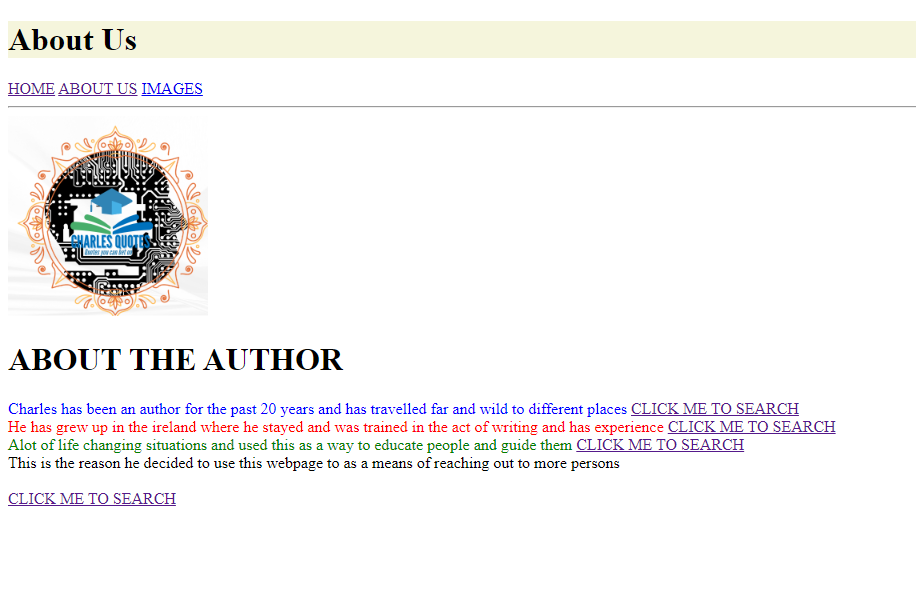 About Us
HOME ABOUT US IMAGES
CHARLES QUOTES
Quotes you can
ABOUT THE AUTHOR
Charles has been an author for the past 20 years and has travelled far and wild to different places CLICK ME TO SEARCH
He has grew up in the ireland where he stayed and was trained in the act of writing and has experience CLICK ME TO SEARCH
Alot of life changing situations and used this as a way to educate people and guide them CLICK ME TO SEARCH
This is the reason he decided to use this webpage to as a means of reaching out to more persons
CLICK ME TO SEARCH